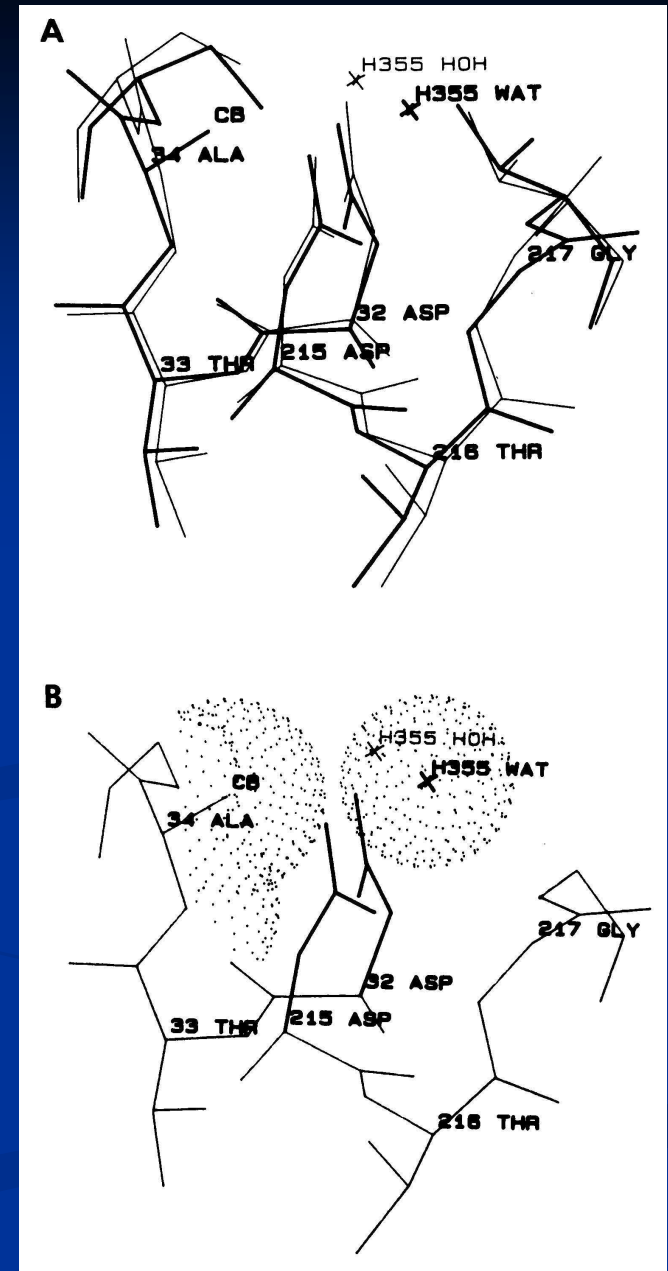 A
H355 HOH
H355 WAT
CB
34 ALA
217 GLY
32 ASP
215 ASP
33 THR
216 THR
B
H355 HOH
H355 WAT
CB
34 ALA
217 GLY
32 ASP
215 ASP
33 THR
216 THR